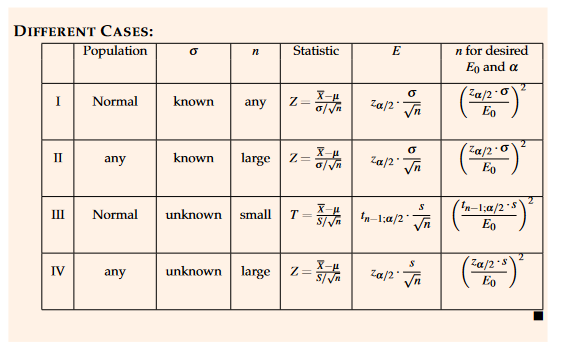 DIFFERENT CASES:
Population σ n Statistic E n for desired E₀ and α
I Normal known any Z = (X̄−μ)/(σ/√n) z_{α/2} · σ/√n (z_{α/2}·σ / E₀)²
II any known large Z = (X̄−μ)/(σ/√n) z_{α/2} · σ/√n (z_{α/2}·σ / E₀)²
III Normal unknown small T = (X̄−μ)/(S/√n) t_{n−1;α/2} · s/√n (t_{n−1;α/2}·s / E₀)²
IV any unknown large Z = (X̄−μ)/(S/√n) z_{α/2} · s/√n (z_{α/2}·s / E₀)²